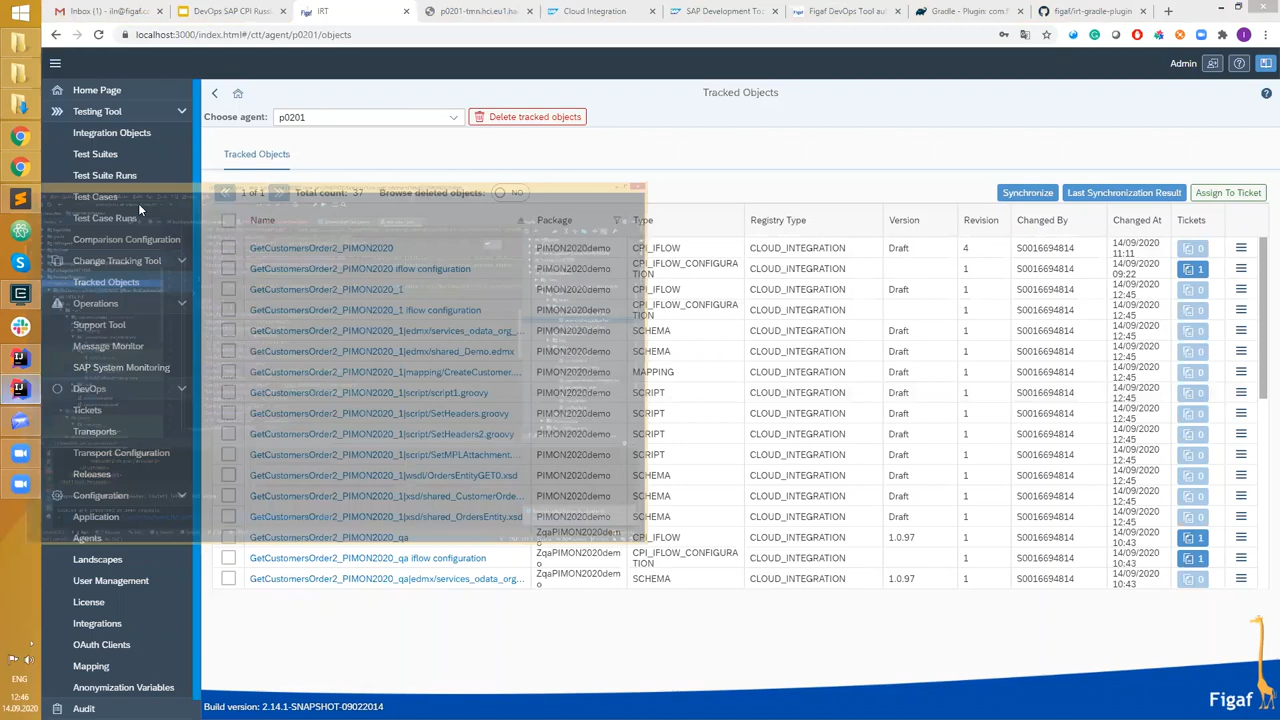 Inbox (1) - iln@figaf.c
DevOps SAP CPI Russi
IRT
p0201-tmn.hci.eu1.ha
Cloud Integration
SAP Development To
Figaf DevOps Tool aut
Gradle - Plugin: com.f
figaf/irt-gradle-plugin
localhost:3000/index.html#/ctt/agent/p0201/objects
Admin
Home Page
Testing Tool
Integration Objects
Test Suites
Test Suite Runs
Test Cases
Test Case Runs
Comparison Configuration
Change Tracking Tool
Tracked Objects
Operations
Support Tool
Message Monitor
SAP System Monitoring
DevOps
Tickets
Transports
Transport Configuration
Releases
Configuration
Application
Agents
Landscapes
User Management
License
Integrations
OAuth Clients
Mapping
Anonymization Variables
Audit
Tracked Objects
Choose agent: p0201 Delete tracked objects
Tracked Objects
1 of 1 Total count: 37 Browse deleted objects: NO Synchronize Last Synchronization Result Assign To Ticket
Name Package Type Registry Type Version Revision Changed By Changed At Tickets
GetCustomersOrder2_PIMON2020 PIMON2020demo CPI_IFLOW CLOUD_INTEGRATION Draft 4 S0016694814 14/09/2020 11:11 0
GetCustomersOrder2_PIMON2020 iflow configuration PIMON2020demo CPI_IFLOW_CONFIGURATION CLOUD_INTEGRATION 1 S0016694814 14/09/2020 09:22 1
GetCustomersOrder2_PIMON2020_1 PIMON2020demo CPI_IFLOW CLOUD_INTEGRATION Draft 1 S0016694814 14/09/2020 12:45 0
GetCustomersOrder2_PIMON2020_1 iflow configuration PIMON2020demo CPI_IFLOW_CONFIGURATION CLOUD_INTEGRATION 1 S0016694814 14/09/2020 12:45 0
GetCustomersOrder2_PIMON2020_1|edmx/services_odata_org_... PIMON2020demo SCHEMA CLOUD_INTEGRATION Draft 1 S0016694814 14/09/2020 12:45 0
GetCustomersOrder2_PIMON2020_1|edmx/shared_Demo.edmx PIMON2020demo SCHEMA CLOUD_INTEGRATION Draft 1 S0016694814 14/09/2020 12:45 0
GetCustomersOrder2_PIMON2020_1|mapping/CreateCustomer... PIMON2020demo MAPPING CLOUD_INTEGRATION Draft 1 S0016694814 14/09/2020 12:45 0
GetCustomersOrder2_PIMON2020_1|script/script1.groovy PIMON2020demo SCRIPT CLOUD_INTEGRATION Draft 1 S0016694814 14/09/2020 12:45 0
GetCustomersOrder2_PIMON2020_1|script/SetHeaders.groovy PIMON2020demo SCRIPT CLOUD_INTEGRATION Draft 1 S0016694814 14/09/2020 12:45 0
GetCustomersOrder2_PIMON2020_1|script/SetHeaders2.groovy PIMON2020demo SCRIPT CLOUD_INTEGRATION Draft 1 S0016694814 14/09/2020 12:45 0
GetCustomersOrder2_PIMON2020_1|script/SetMPLAttachment.... PIMON2020demo SCRIPT CLOUD_INTEGRATION Draft 1 S0016694814 14/09/2020 12:45 0
GetCustomersOrder2_PIMON2020_1|wsdl/OrdersEntityGET0.xsd PIMON2020demo SCHEMA CLOUD_INTEGRATION Draft 1 S0016694814 14/09/2020 12:45 0
GetCustomersOrder2_PIMON2020_1|xsd/shared_CustomerOrde... PIMON2020demo SCHEMA CLOUD_INTEGRATION Draft 1 S0016694814 14/09/2020 12:45 0
GetCustomersOrder2_PIMON2020_1|xsd/shared_OrdersEntity.xsd PIMON2020demo SCHEMA CLOUD_INTEGRATION Draft 1 S0016694814 14/09/2020 12:45 0
GetCustomersOrder2_PIMON2020_qa ZqaPIMON2020demo CPI_IFLOW CLOUD_INTEGRATION 1.0.97 1 S0016694814 14/09/2020 10:43 1
GetCustomersOrder2_PIMON2020_qa iflow configuration ZqaPIMON2020demo CPI_IFLOW_CONFIGURATION CLOUD_INTEGRATION 1 S0016694814 14/09/2020 10:43 1
GetCustomersOrder2_PIMON2020_qa|edmx/services_odata_org... ZqaPIMON2020demo SCHEMA CLOUD_INTEGRATION 1.0.97 1 S0016694814 14/09/2020 10:43 0
Build version: 2.14.1-SNAPSHOT-09022014
Figaf
ENG
12:46
14.09.2020